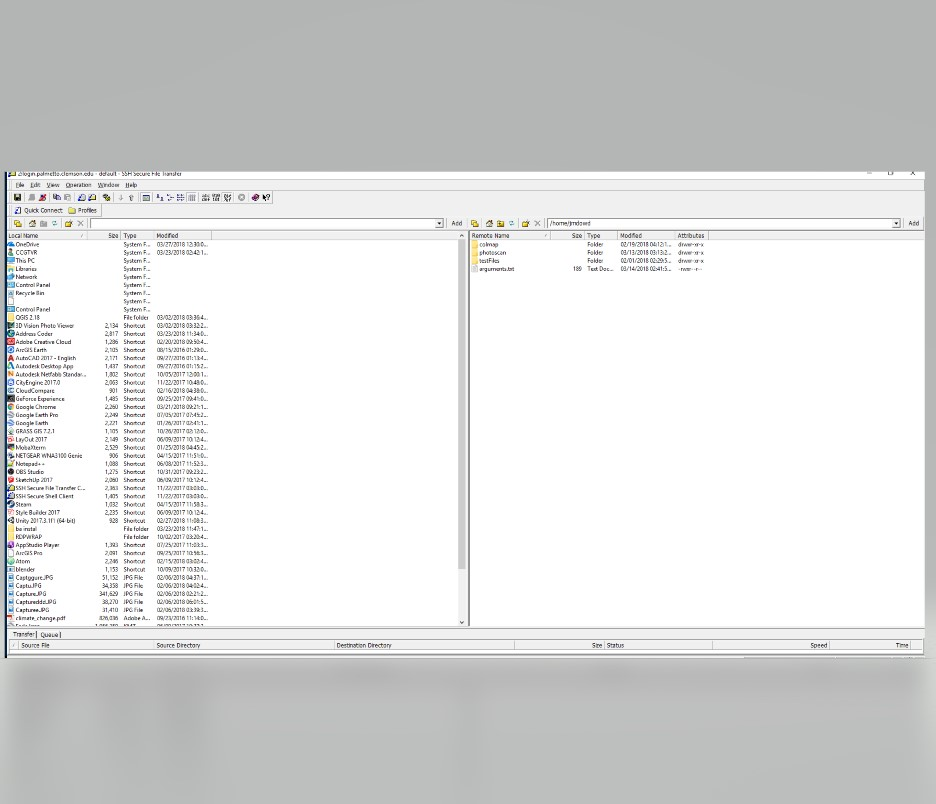 2:login.palmetto.clemson.edu - default - SSH Secure File Transfer
File Edit View Operation Window Help
Quick Connect Profiles
Add /home/jmdowd Add
Local Name / Size Type Modified
Remote Name / Size Type Modified Attributes
OneDrive System F... 03/27/2018 12:30:0...
CCGTVR System F... 03/23/2018 02:42:1...
This PC System F...
Libraries System F...
Network System F...
Control Panel System F...
Recycle Bin System F...
System F...
Control Panel System F...
QGIS 2.18 File folder 03/02/2018 03:36:4...
3D Vision Photo Viewer 2,134 Shortcut 03/02/2018 03:32:2...
Address Coder 2,817 Shortcut 03/23/2018 11:34:0...
Adobe Creative Cloud 1,286 Shortcut 02/20/2018 09:50:4...
ArcGIS Earth 2,105 Shortcut 08/15/2016 01:29:0...
AutoCAD 2017 - English 2,171 Shortcut 09/27/2016 01:13:4...
Autodesk Desktop App 1,437 Shortcut 09/27/2016 01:15:2...
Autodesk Netfabb Standar... 1,802 Shortcut 10/05/2017 12:00:1...
CityEngine 2017.0 2,063 Shortcut 11/22/2017 10:48:0...
CloudCompare 901 Shortcut 02/16/2018 04:38:0...
GeForce Experience 1,485 Shortcut 09/25/2017 09:41:0...
Google Chrome 2,260 Shortcut 03/21/2018 09:21:1...
Google Earth Pro 2,249 Shortcut 07/05/2017 07:45:2...
Google Earth 2,221 Shortcut 01/26/2017 02:41:1...
GRASS GIS 7.2.1 1,105 Shortcut 10/26/2017 02:12:0...
LayOut 2017 2,149 Shortcut 06/09/2017 10:12:4...
MobaXterm 2,529 Shortcut 01/25/2018 04:45:2...
NETGEAR WNA3100 Genie 906 Shortcut 04/15/2017 11:51:0...
Notepad++ 1,088 Shortcut 06/08/2017 11:52:3...
OBS Studio 1,275 Shortcut 10/31/2017 09:23:2...
SketchUp 2017 2,060 Shortcut 06/09/2017 10:12:4...
SSH Secure File Transfer C... 2,363 Shortcut 11/22/2017 03:03:0...
SSH Secure Shell Client 1,405 Shortcut 11/22/2017 03:03:0...
Steam 1,032 Shortcut 04/15/2017 11:58:3...
Style Builder 2017 2,235 Shortcut 06/09/2017 10:12:4...
Unity 2017.3.1f1 (64-bit) 928 Shortcut 02/27/2018 11:08:3...
ba instal File folder 03/23/2018 11:47:1...
RDPWRAP File folder 10/02/2017 03:20:4...
AppStudio Player 1,393 Shortcut 07/25/2017 11:03:3...
ArcGIS Pro 2,091 Shortcut 09/25/2017 10:56:3...
Atom 2,246 Shortcut 02/15/2018 03:02:4...
blender 1,153 Shortcut 10/09/2017 10:32:0...
Captggure.JPG 51,152 JPG File 02/06/2018 04:37:1...
Captu.JPG 34,358 JPG File 02/06/2018 04:02:4...
Capture.JPG 341,629 JPG File 02/06/2018 02:21:2...
Captureddd.JPG 38,270 JPG File 02/06/2018 06:01:5...
Capturee.JPG 31,410 JPG File 02/06/2018 03:39:3...
climate_change.pdf 826,036 Adobe A... 09/23/2016 11:14:0...
colmap Folder 02/19/2018 04:12:1... drwxr-xr-x
photoscan Folder 03/13/2018 03:13:2... drwxr-xr-x
testFiles Folder 02/01/2018 02:29:5... drwxr-xr-x
arguments.txt 189 Text Doc... 03/14/2018 02:41:5... -rw-r--r--
Transfer Queue
/ Source File Source Directory Destination Directory Size Status Speed Time